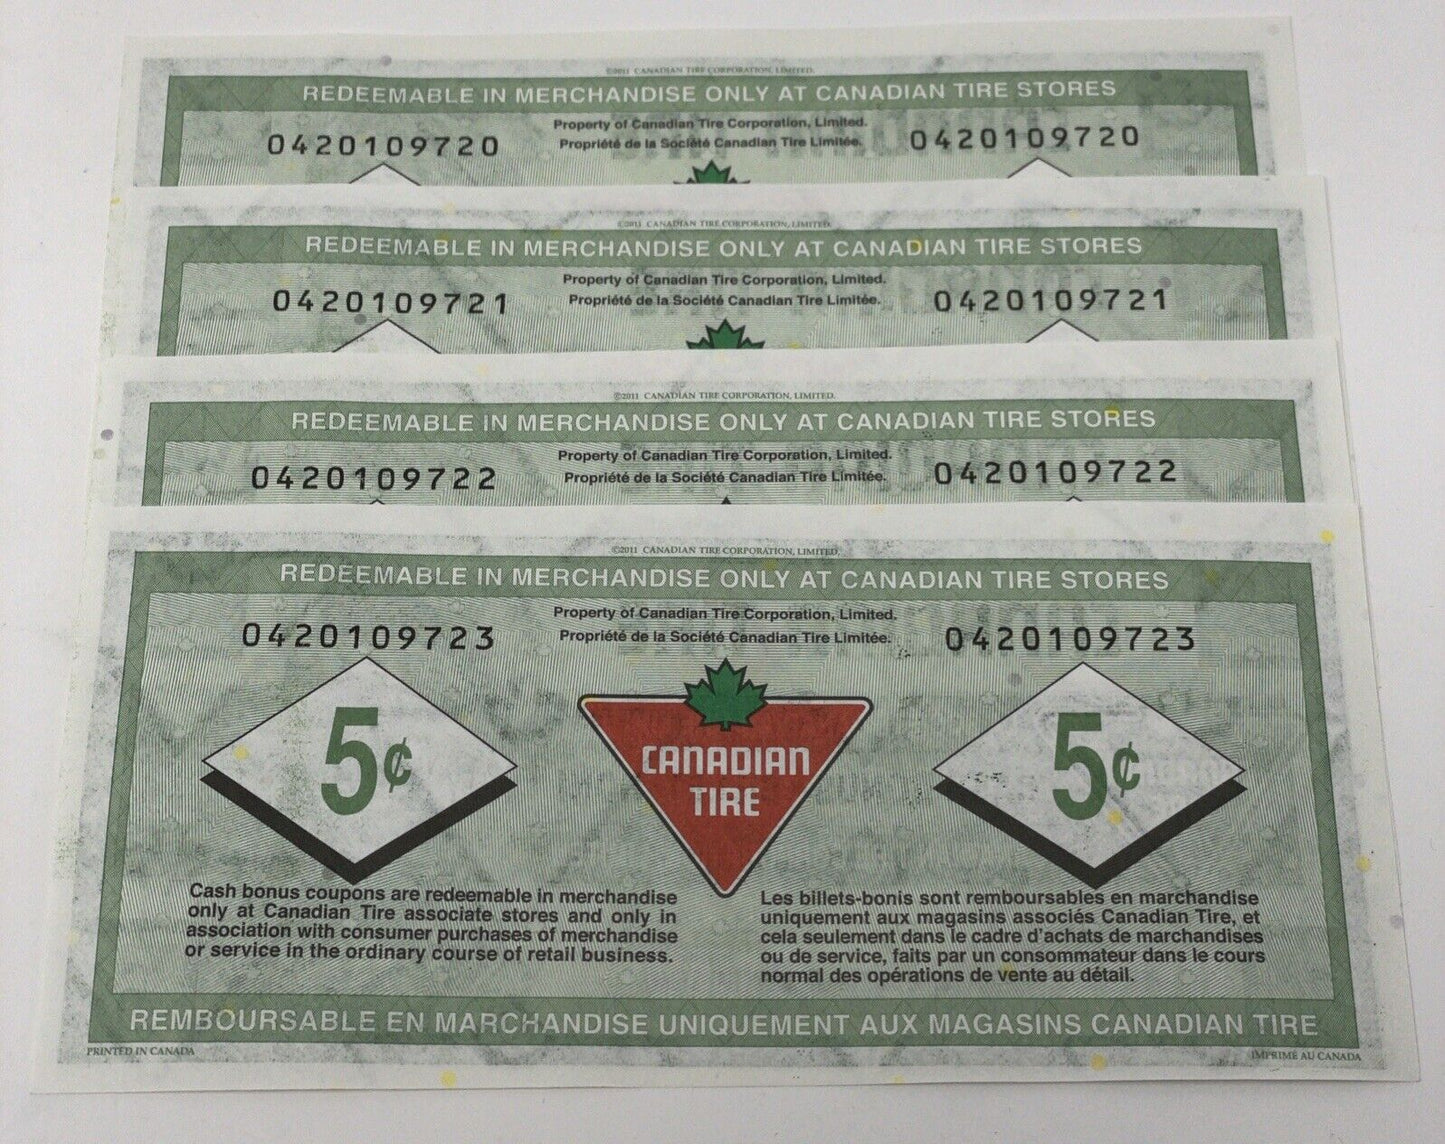 ©2011 CANADIAN TIRE CORPORATION, LIMITED.
REDEEMABLE IN MERCHANDISE ONLY AT CANADIAN TIRE STORES
Property of Canadian Tire Corporation, Limited.
0420109720 Propriété de la Société Canadian Tire Limitée. 0420109720
©2011 CANADIAN TIRE CORPORATION, LIMITED.
REDEEMABLE IN MERCHANDISE ONLY AT CANADIAN TIRE STORES
Property of Canadian Tire Corporation, Limited.
0420109721 Propriété de la Société Canadian Tire Limitée. 0420109721
©2011 CANADIAN TIRE CORPORATION, LIMITED.
REDEEMABLE IN MERCHANDISE ONLY AT CANADIAN TIRE STORES
Property of Canadian Tire Corporation, Limited.
0420109722 Propriété de la Société Canadian Tire Limitée. 0420109722
©2011 CANADIAN TIRE CORPORATION, LIMITED.
REDEEMABLE IN MERCHANDISE ONLY AT CANADIAN TIRE STORES
Property of Canadian Tire Corporation, Limited.
0420109723 Propriété de la Société Canadian Tire Limitée. 0420109723
5¢
CANADIAN
TIRE
5¢
Cash bonus coupons are redeemable in merchandise
only at Canadian Tire associate stores and only in
association with consumer purchases of merchandise
or service in the ordinary course of retail business.
Les billets-bonis sont remboursables en marchandise
uniquement aux magasins associés Canadian Tire, et
cela seulement dans le cadre d'achats de marchandises
ou de service, faits par un consommateur dans le cours
normal des opérations de vente au détail.
REMBOURSABLE EN MARCHANDISE UNIQUEMENT AUX MAGASINS CANADIAN TIRE
PRINTED IN CANADA
IMPRIMÉ AU CANADA